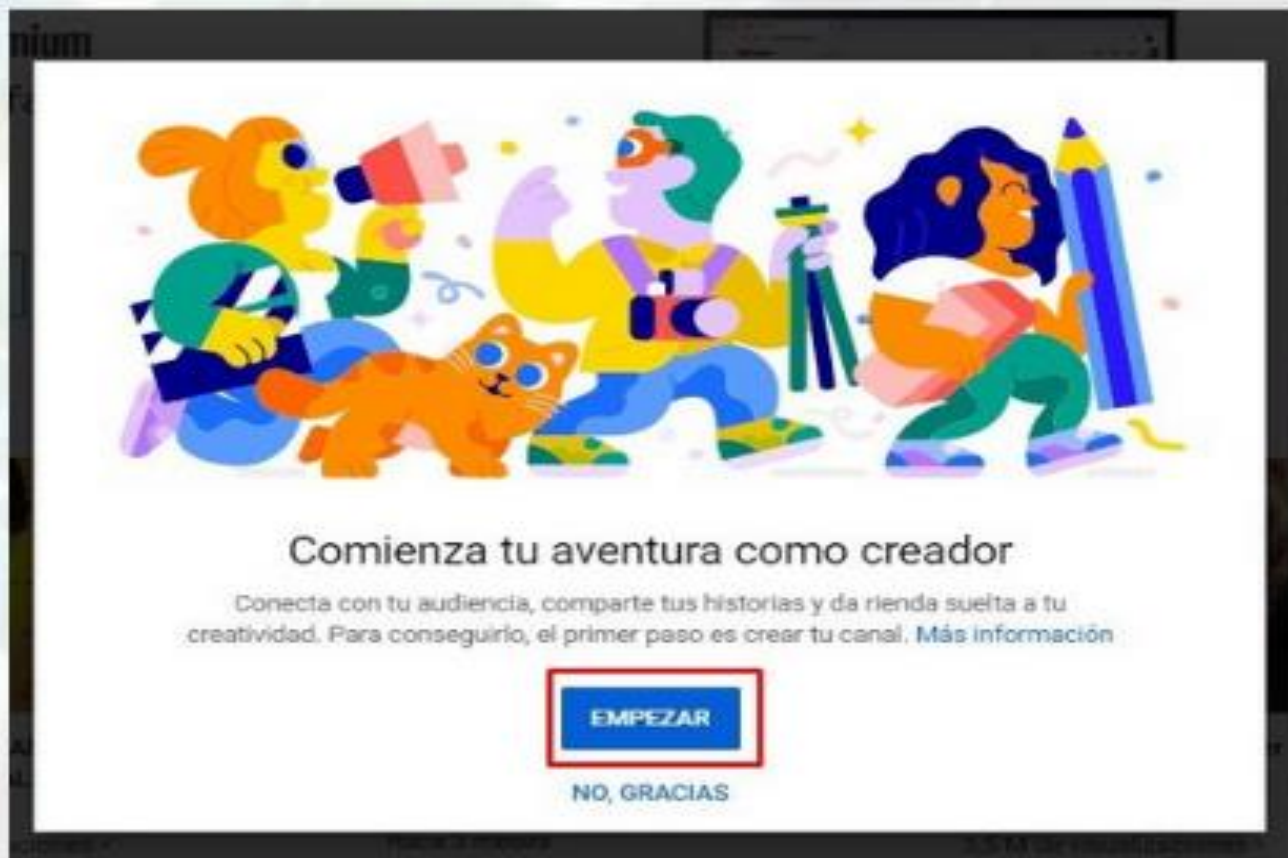 nium
Comienza tu aventura como creador
Conecta con tu audiencia, comparte tus historias y da rienda suelta a tu
creatividad. Para conseguirlo, el primer paso es crear tu canal. Más información
EMPEZAR
NO, GRACIAS